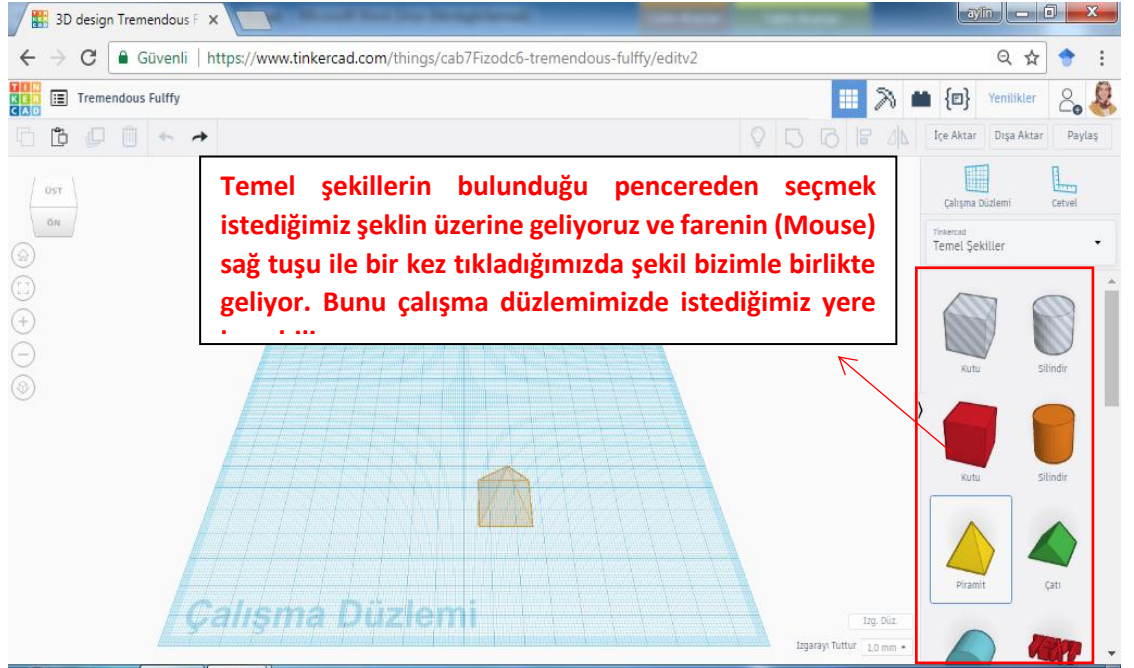 3D design Tremendous F
aylin
Güvenli | https://www.tinkercad.com/things/cab7Fizodc6-tremendous-fulffy/editv2
TIN
KER
CAD
Tremendous Fulffy
Yenilikler
İçe Aktar
Dışa Aktar
Paylaş
ÜST
ÖN
Temel şekillerin bulunduğu pencereden seçmek
istediğimiz şeklin üzerine geliyoruz ve farenin (Mouse)
sağ tuşu ile bir kez tıkladığımızda şekil bizimle birlikte
geliyor. Bunu çalışma düzlemimizde istediğimiz yere
Çalışma Düzlemi
Cetvel
Tinkercad
Temel Şekiller
Kutu
Silindir
Kutu
Silindir
Piramit
Çatı
Çalışma Düzlemi
Izg. Düz.
Izgarayı Tuttur 1,0 mm